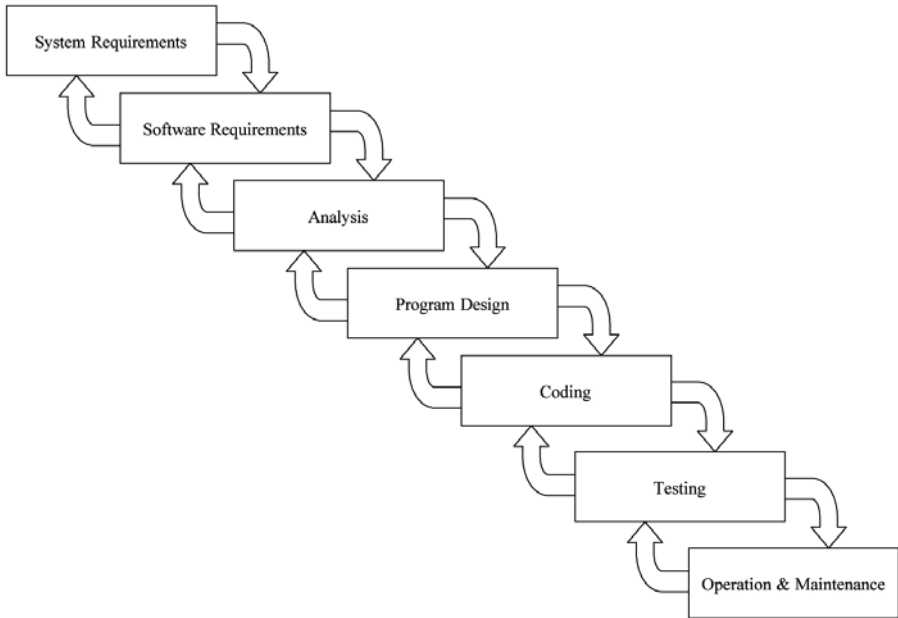 System Requirements
Software Requirements
Analysis
Program Design
Coding
Testing
Operation & Maintenance